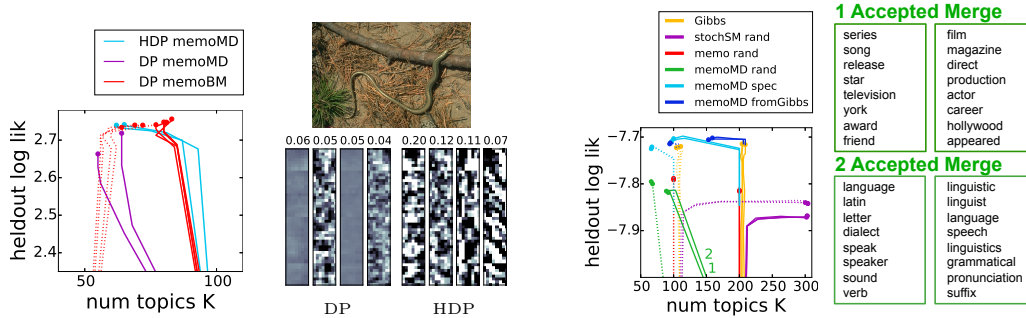 HDP memoMD
DP memoMD
DP memoBM
heldout log lik
2.7
2.6
2.5
2.4
50
100
num topics K
0.06 0.05 0.05 0.04
0.20 0.12 0.11 0.07
DP
HDP
Gibbs
stochSM rand
memo rand
memoMD rand
memoMD spec
memoMD fromGibbs
heldout log lik
−7.7
−7.8
−7.9
2
1
50 100 150 200 250 300
num topics K
1 Accepted Merge
series
song
release
star
television
york
award
friend
film
magazine
direct
production
actor
career
hollywood
appeared
2 Accepted Merge
language
latin
letter
dialect
speak
speaker
sound
verb
linguistic
linguist
language
speech
linguistics
grammatical
pronunciation
suffix